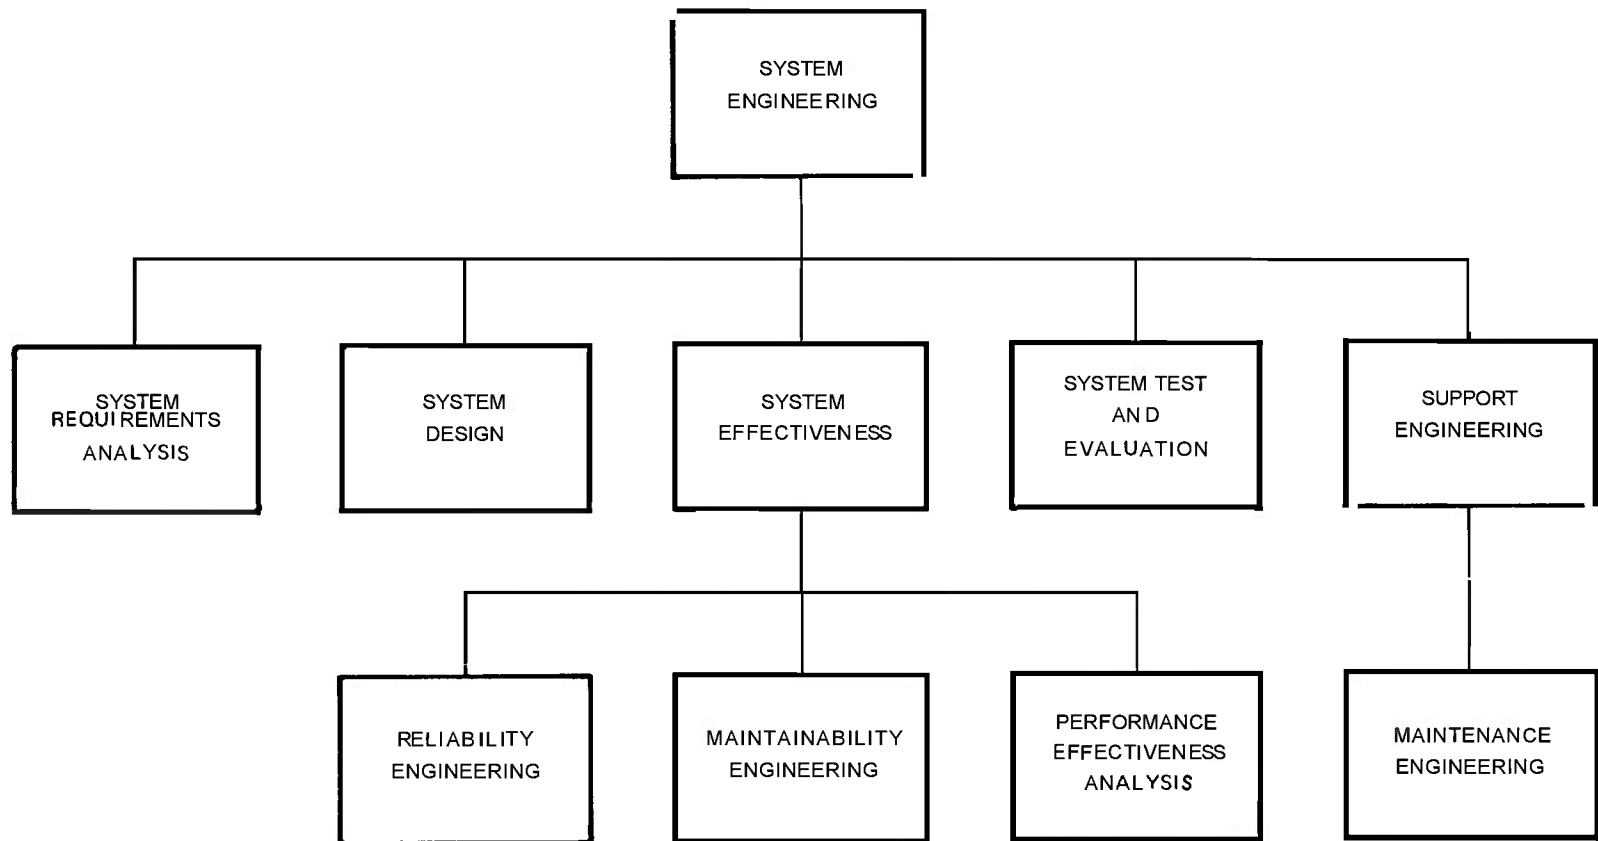 SYSTEM
ENGINEERING
SYSTEM
REQUIREMENTS
ANALYSIS
SYSTEM
DESIGN
SYSTEM
EFFECTIVENESS
SYSTEM TEST
AND
EVALUATION
SUPPORT
ENGINEERING
RELIABILITY
ENGINEERING
MAINTAINABILITY
ENGINEERING
PERFORMANCE
EFFECTIVENESS
ANALYSIS
MAINTENANCE
ENGINEERING